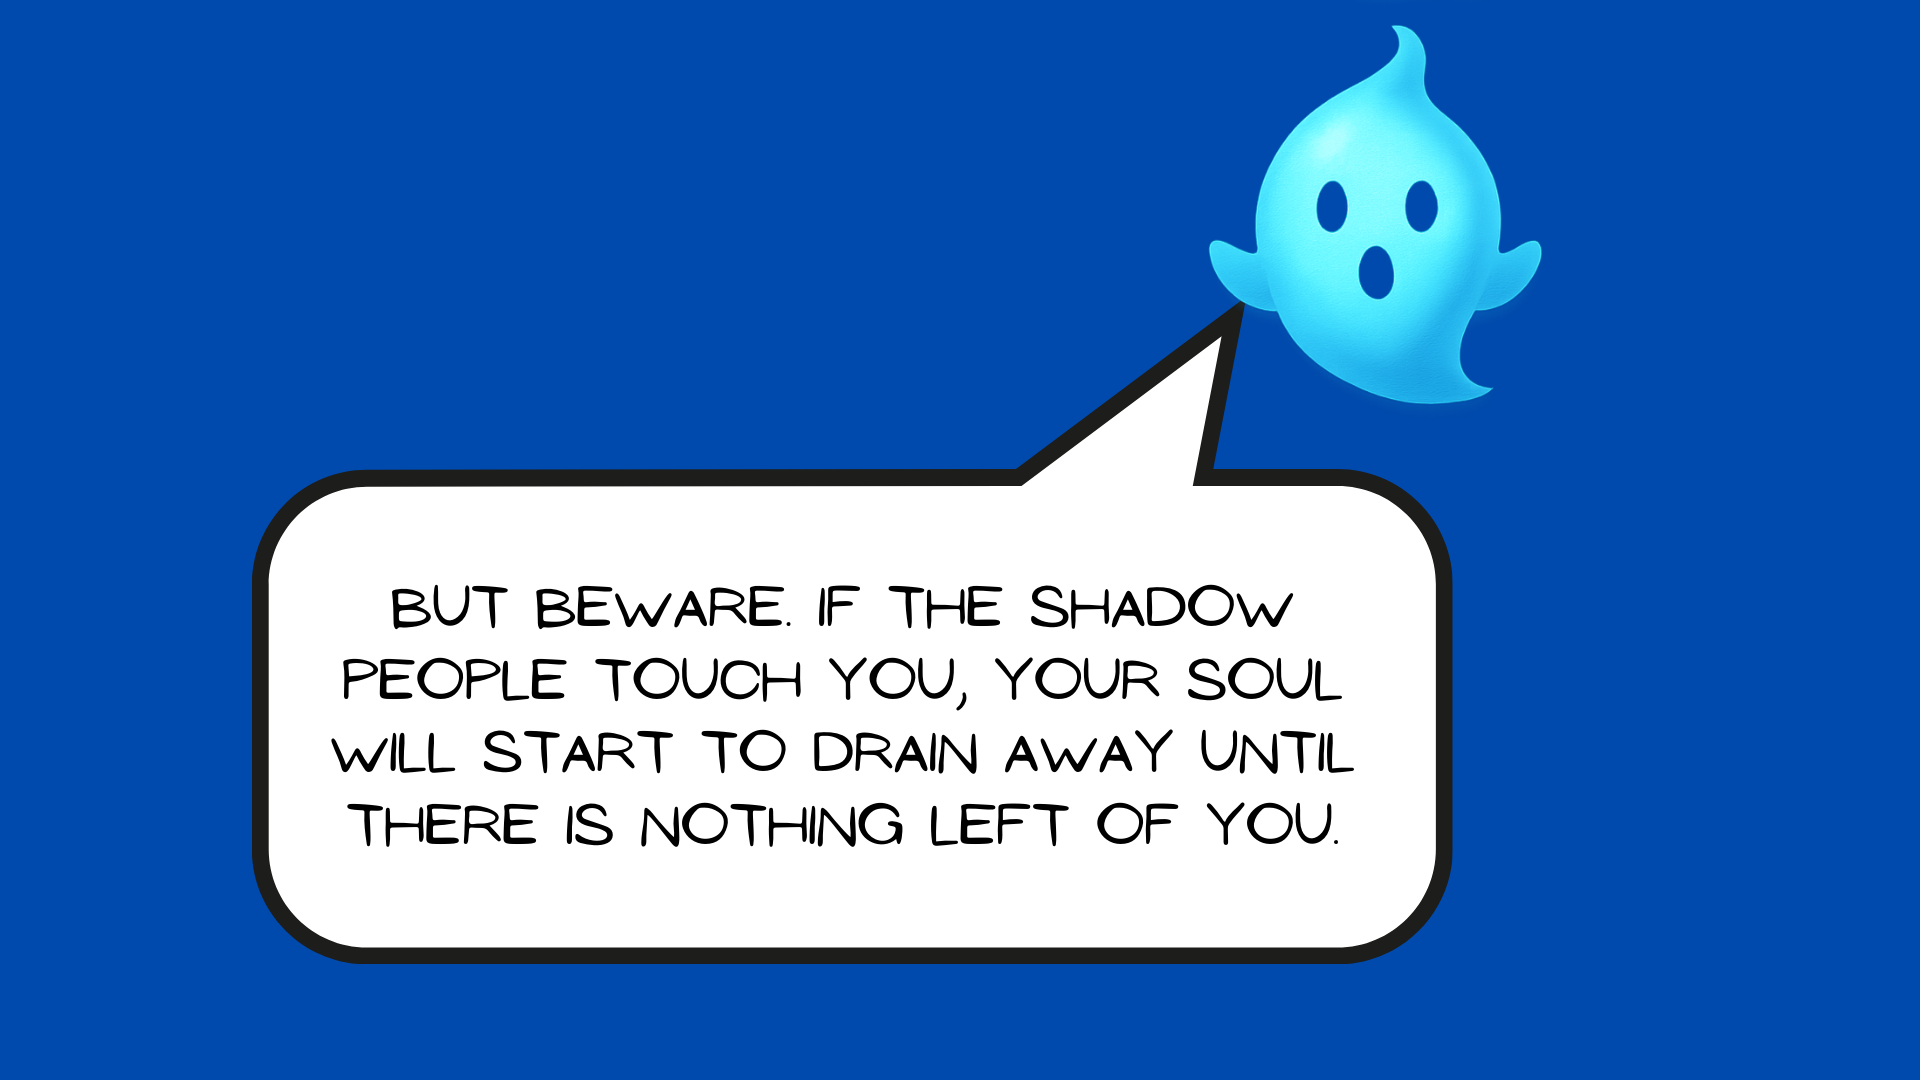 BUT BEWARE. IF THE SHADOW
PEOPLE TOUCH YOU, YOUR SOUL
WILL START TO DRAIN AWAY UNTIL
THERE IS NOTHING LEFT OF YOU.